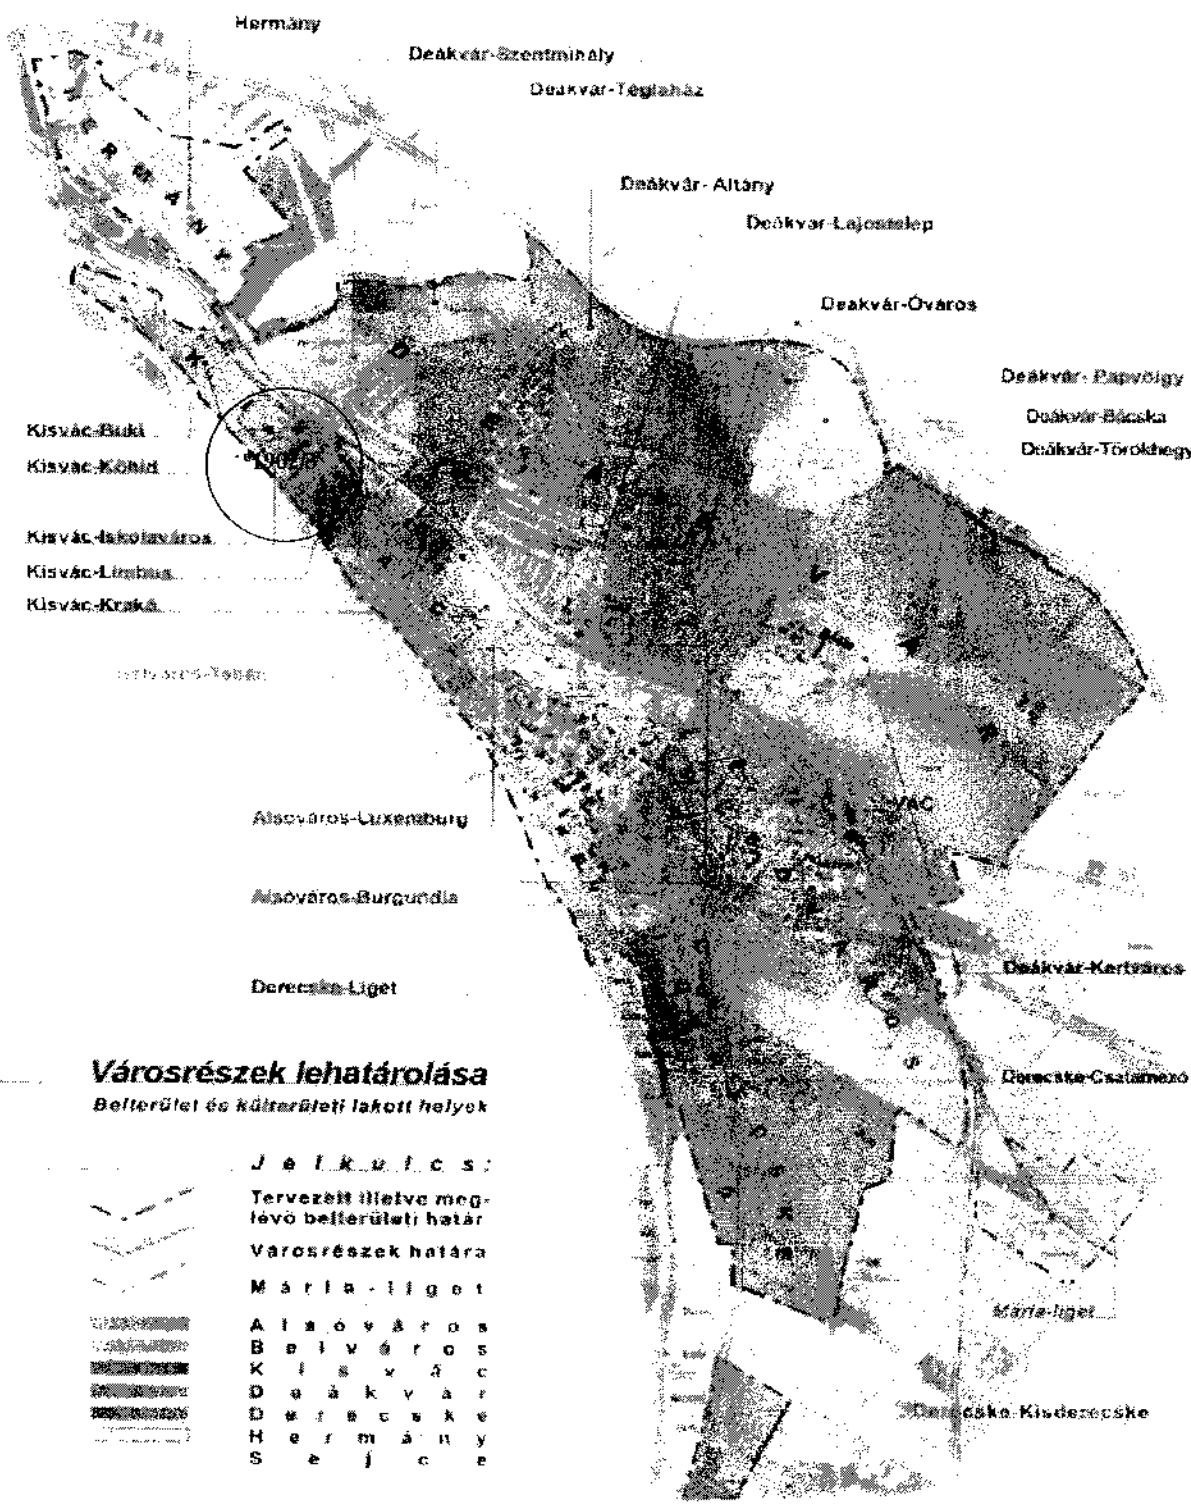 Hermány
Deákvár-Szentmihály
Deákvár-Téglaház
Deákvár- Altány
Deákvár-Lajostelep
Deákvár-Óváros
Deákvár- Papvölgy
Deákvár-Bácska
Deákvár-Törökhegy
HERMÁNY
Kisvác-Buki
Kisvác-Kőhíd
Kisvác-Iskolaváros
Kisvác-Limbus
Kisvác-Krakó
VÁC
Alsóváros-Luxemburg
Alsóváros-Burgundia
Derecske-Liget
Deákvár-Kertváros
Derecske-Csatamező
Mária-liget
Derecske-Kisderecske
Városrészek lehatárolása
Belterület és külterületi lakott helyek
Jelkulcs:
Tervezett illetve meg-
lévő belterületi határ
Városrészek határa
Mária-liget
Alsóváros
Belváros
Kisvác
Deákvár
Derecske
Hermány
Sejce